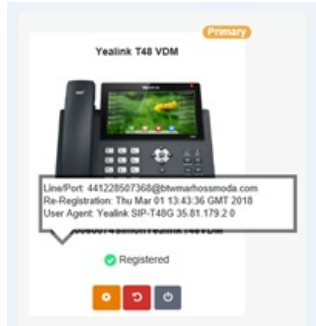 Primary
Yealink T48 VDM
Line/Port: 441228507368@btwmarhossmoda.com
Re-Registration: Thu Mar 01 13:43:36 GMT 2018
User Agent: Yealink SIP-T48G 35.81.179.2 0
Registered